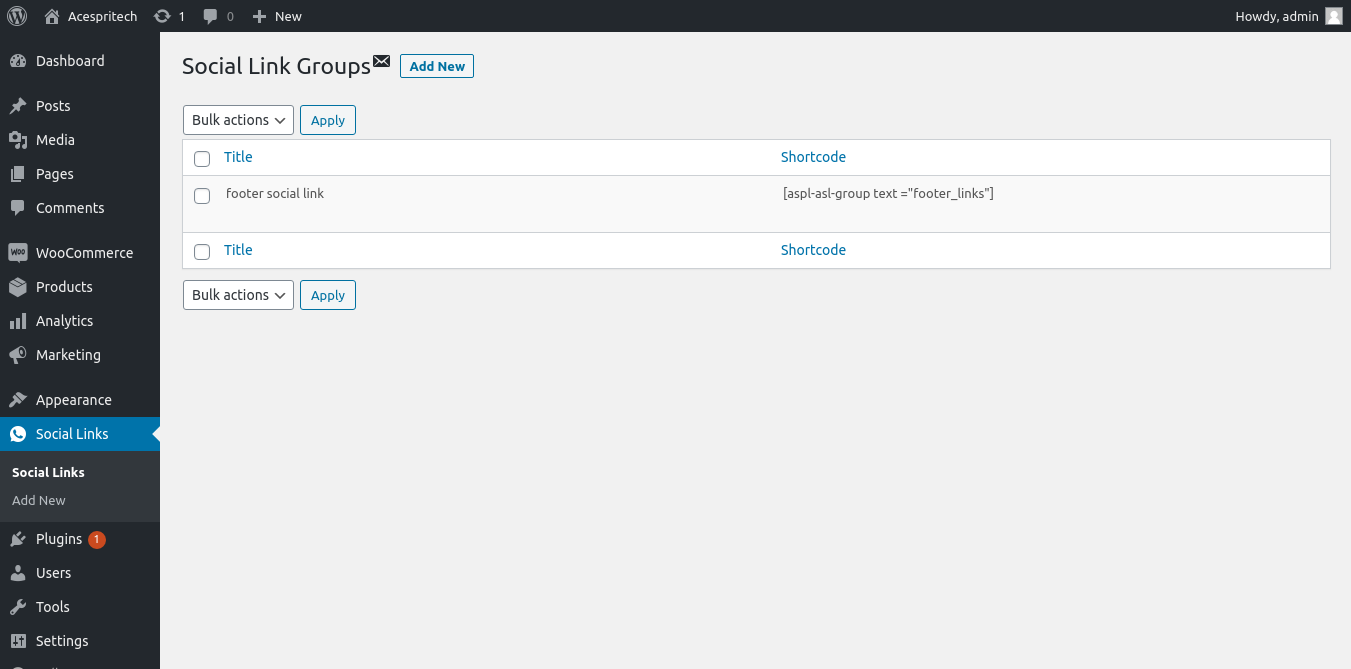 Acespritech 1 0 New Howdy, admin
Dashboard
Posts
Media
Pages
Comments
WOO WooCommerce
Products
Analytics
Marketing
Appearance
Social Links
Social Links
Add New
Plugins 1
Users
Tools
Settings
Social Link Groups Add New
Bulk actions Apply
Title Shortcode
footer social link [aspl-asl-group text ="footer_links"]
Title Shortcode
Bulk actions Apply